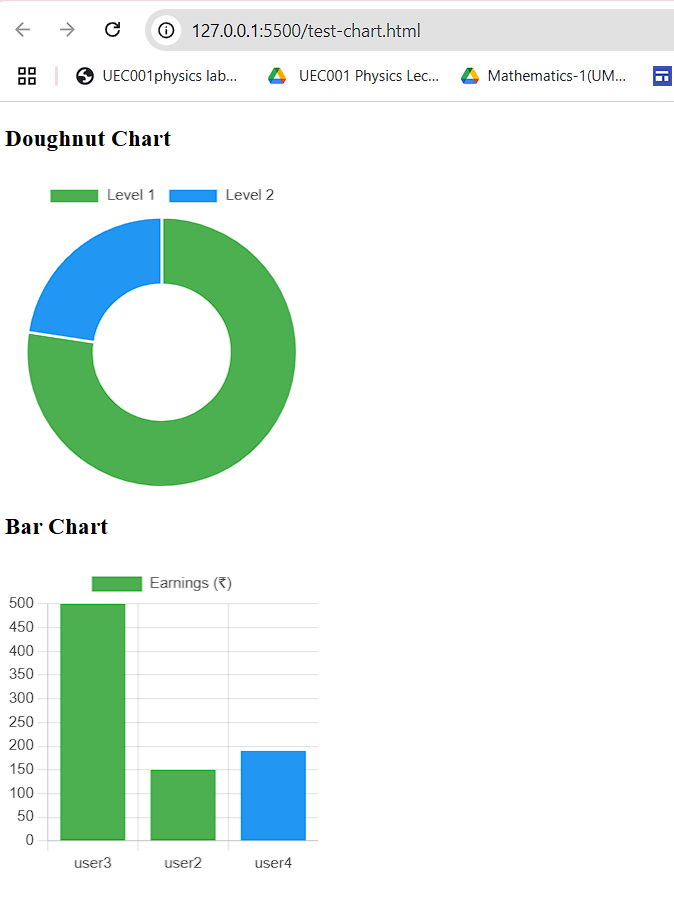 127.0.0.1:5500/test-chart.html
UEC001physics lab... UEC001 Physics Lec... Mathematics-1(UM...
Doughnut Chart
Level 1 Level 2
Bar Chart
Earnings (₹)
500
450
400
350
300
250
200
150
100
50
0
user3 user2 user4